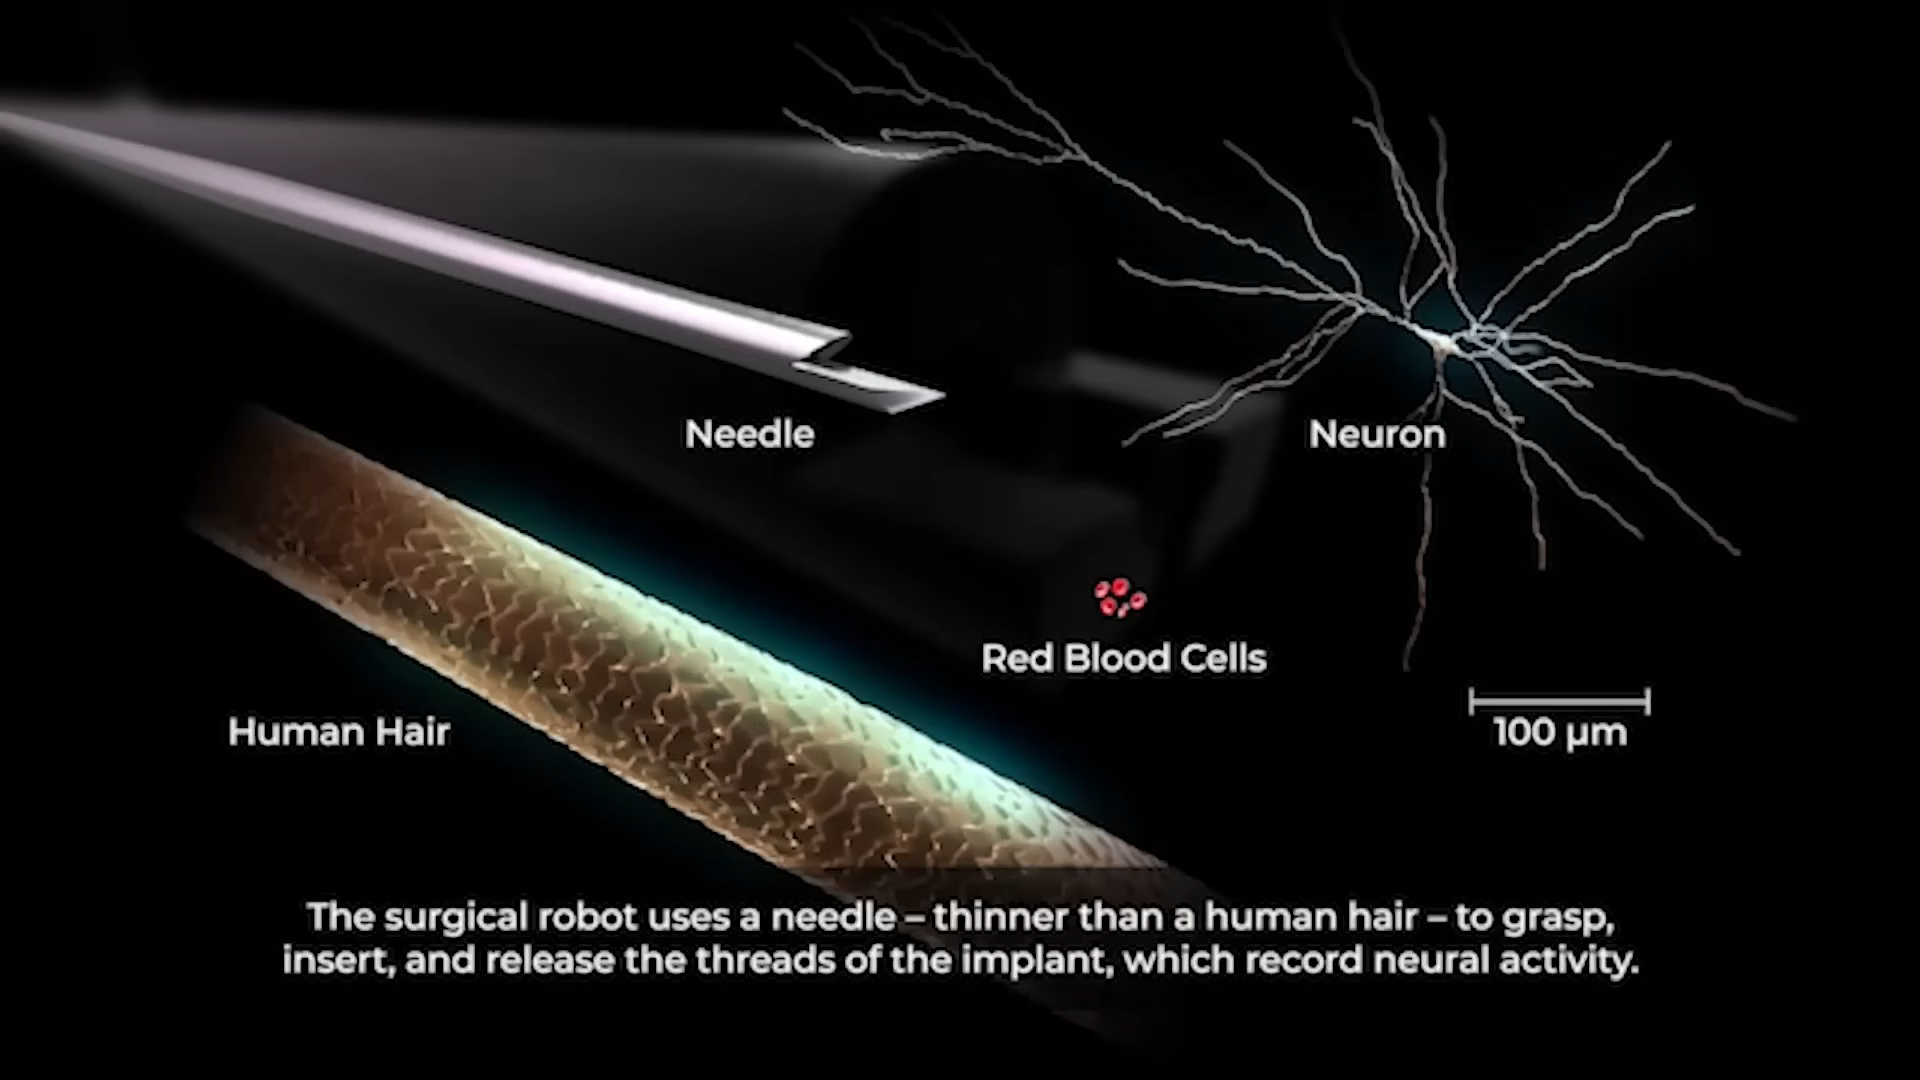 Needle
Neuron
Red Blood Cells
Human Hair
100 µm
The surgical robot uses a needle – thinner than a human hair – to grasp,
insert, and release the threads of the implant, which record neural activity.